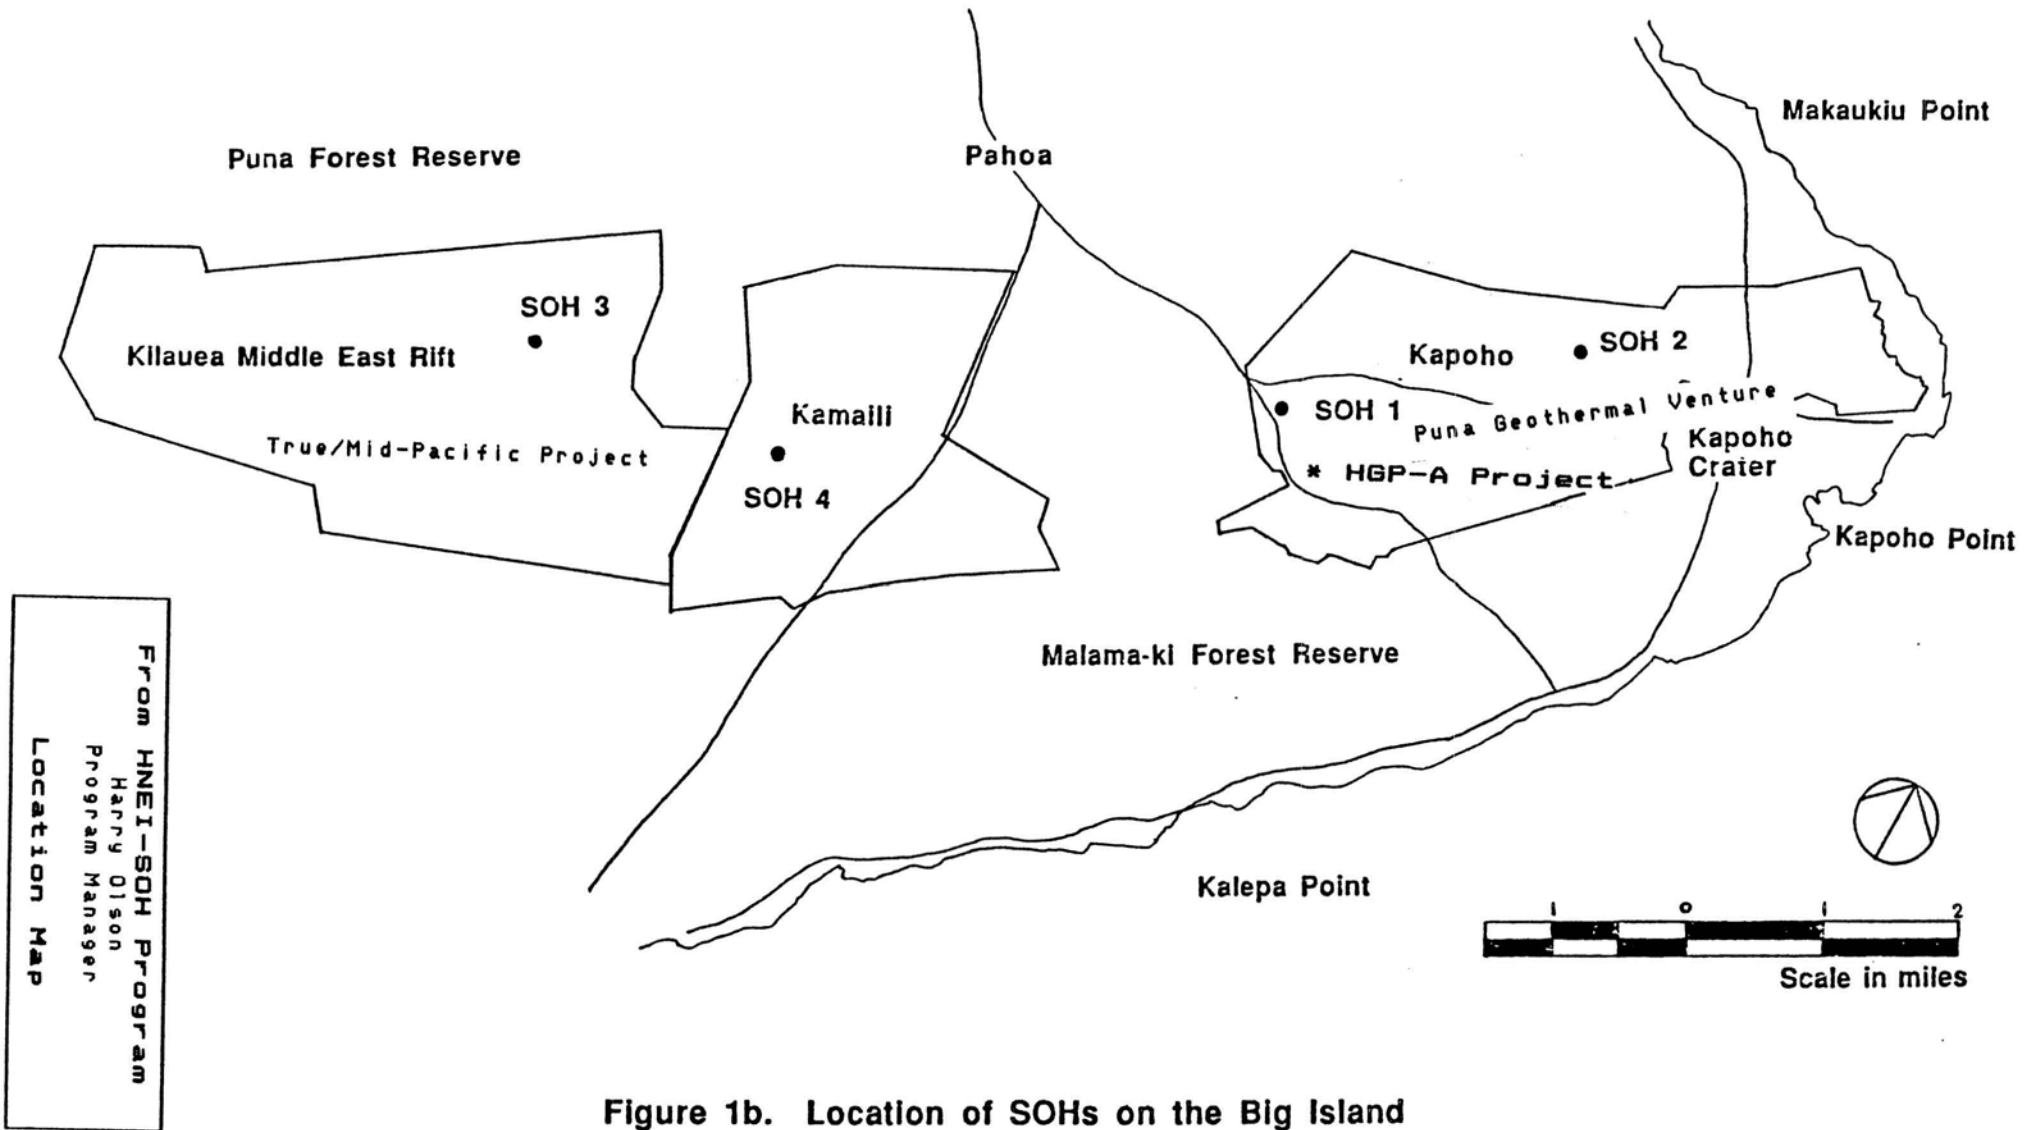 Makaukiu Point
Puna Forest Reserve
Pahoa
SOH 3
Kilauea Middle East Rift
Kapoho
SOH 2
Kamaili
SOH 1
Puna Geothermal Venture
True/Mid-Pacific Project
Kapoho
Crater
HGP-A Project
SOH 4
Kapoho Point
Malama-ki Forest Reserve
From HNEI-SOH Program
Harry Olson
Program Manager
Location Map
Kalepa Point
1 0 1 2
Scale in miles
Figure 1b. Location of SOHs on the Big Island